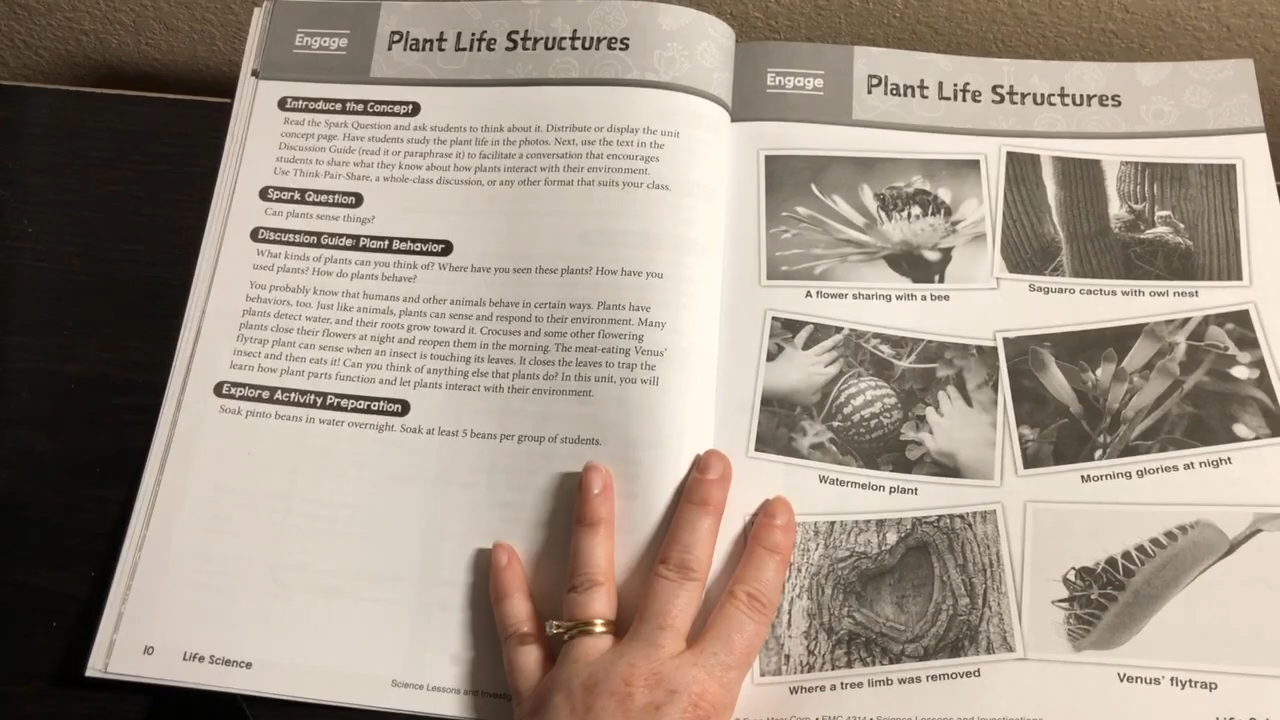 Engage
Plant Life Structures
Introduce the Concept
Read the Spark Question and ask students to think about it. Distribute or display the unit
concept page. Have students study the plant life in the photos. Next, use the text in the
Discussion Guide (read it or paraphrase it) to facilitate a conversation that encourages
students to share what they know about how plants interact with their environment.
Use Think-Pair-Share, a whole-class discussion, or any other format that suits your class.
Spark Question
Can plants sense things?
Discussion Guide: Plant Behavior
What kinds of plants can you think of? Where have you seen these plants? How have you
used plants? How do plants behave?
You probably know that humans and other animals behave in certain ways. Plants have
behaviors, too. Just like animals, plants can sense and respond to their environment. Many
plants detect water, and their roots grow toward it. Crocuses and some other flowering
plants close their flowers at night and reopen them in the morning. The meat-eating Venus'
flytrap plant can sense when an insect is touching its leaves. It closes the leaves to trap the
insect and then eats it! Can you think of anything else that plants do? In this unit, you will
learn how plant parts function and let plants interact with their environment.
Explore Activity Preparation
Soak pinto beans in water overnight. Soak at least 5 beans per group of students.
10 Life Science
Science Lessons and
Engage
Plant Life Structures
A flower sharing with a bee
Saguaro cactus with owl nest
Watermelon plant
Morning glories at night
Where a tree limb was removed
Venus' flytrap